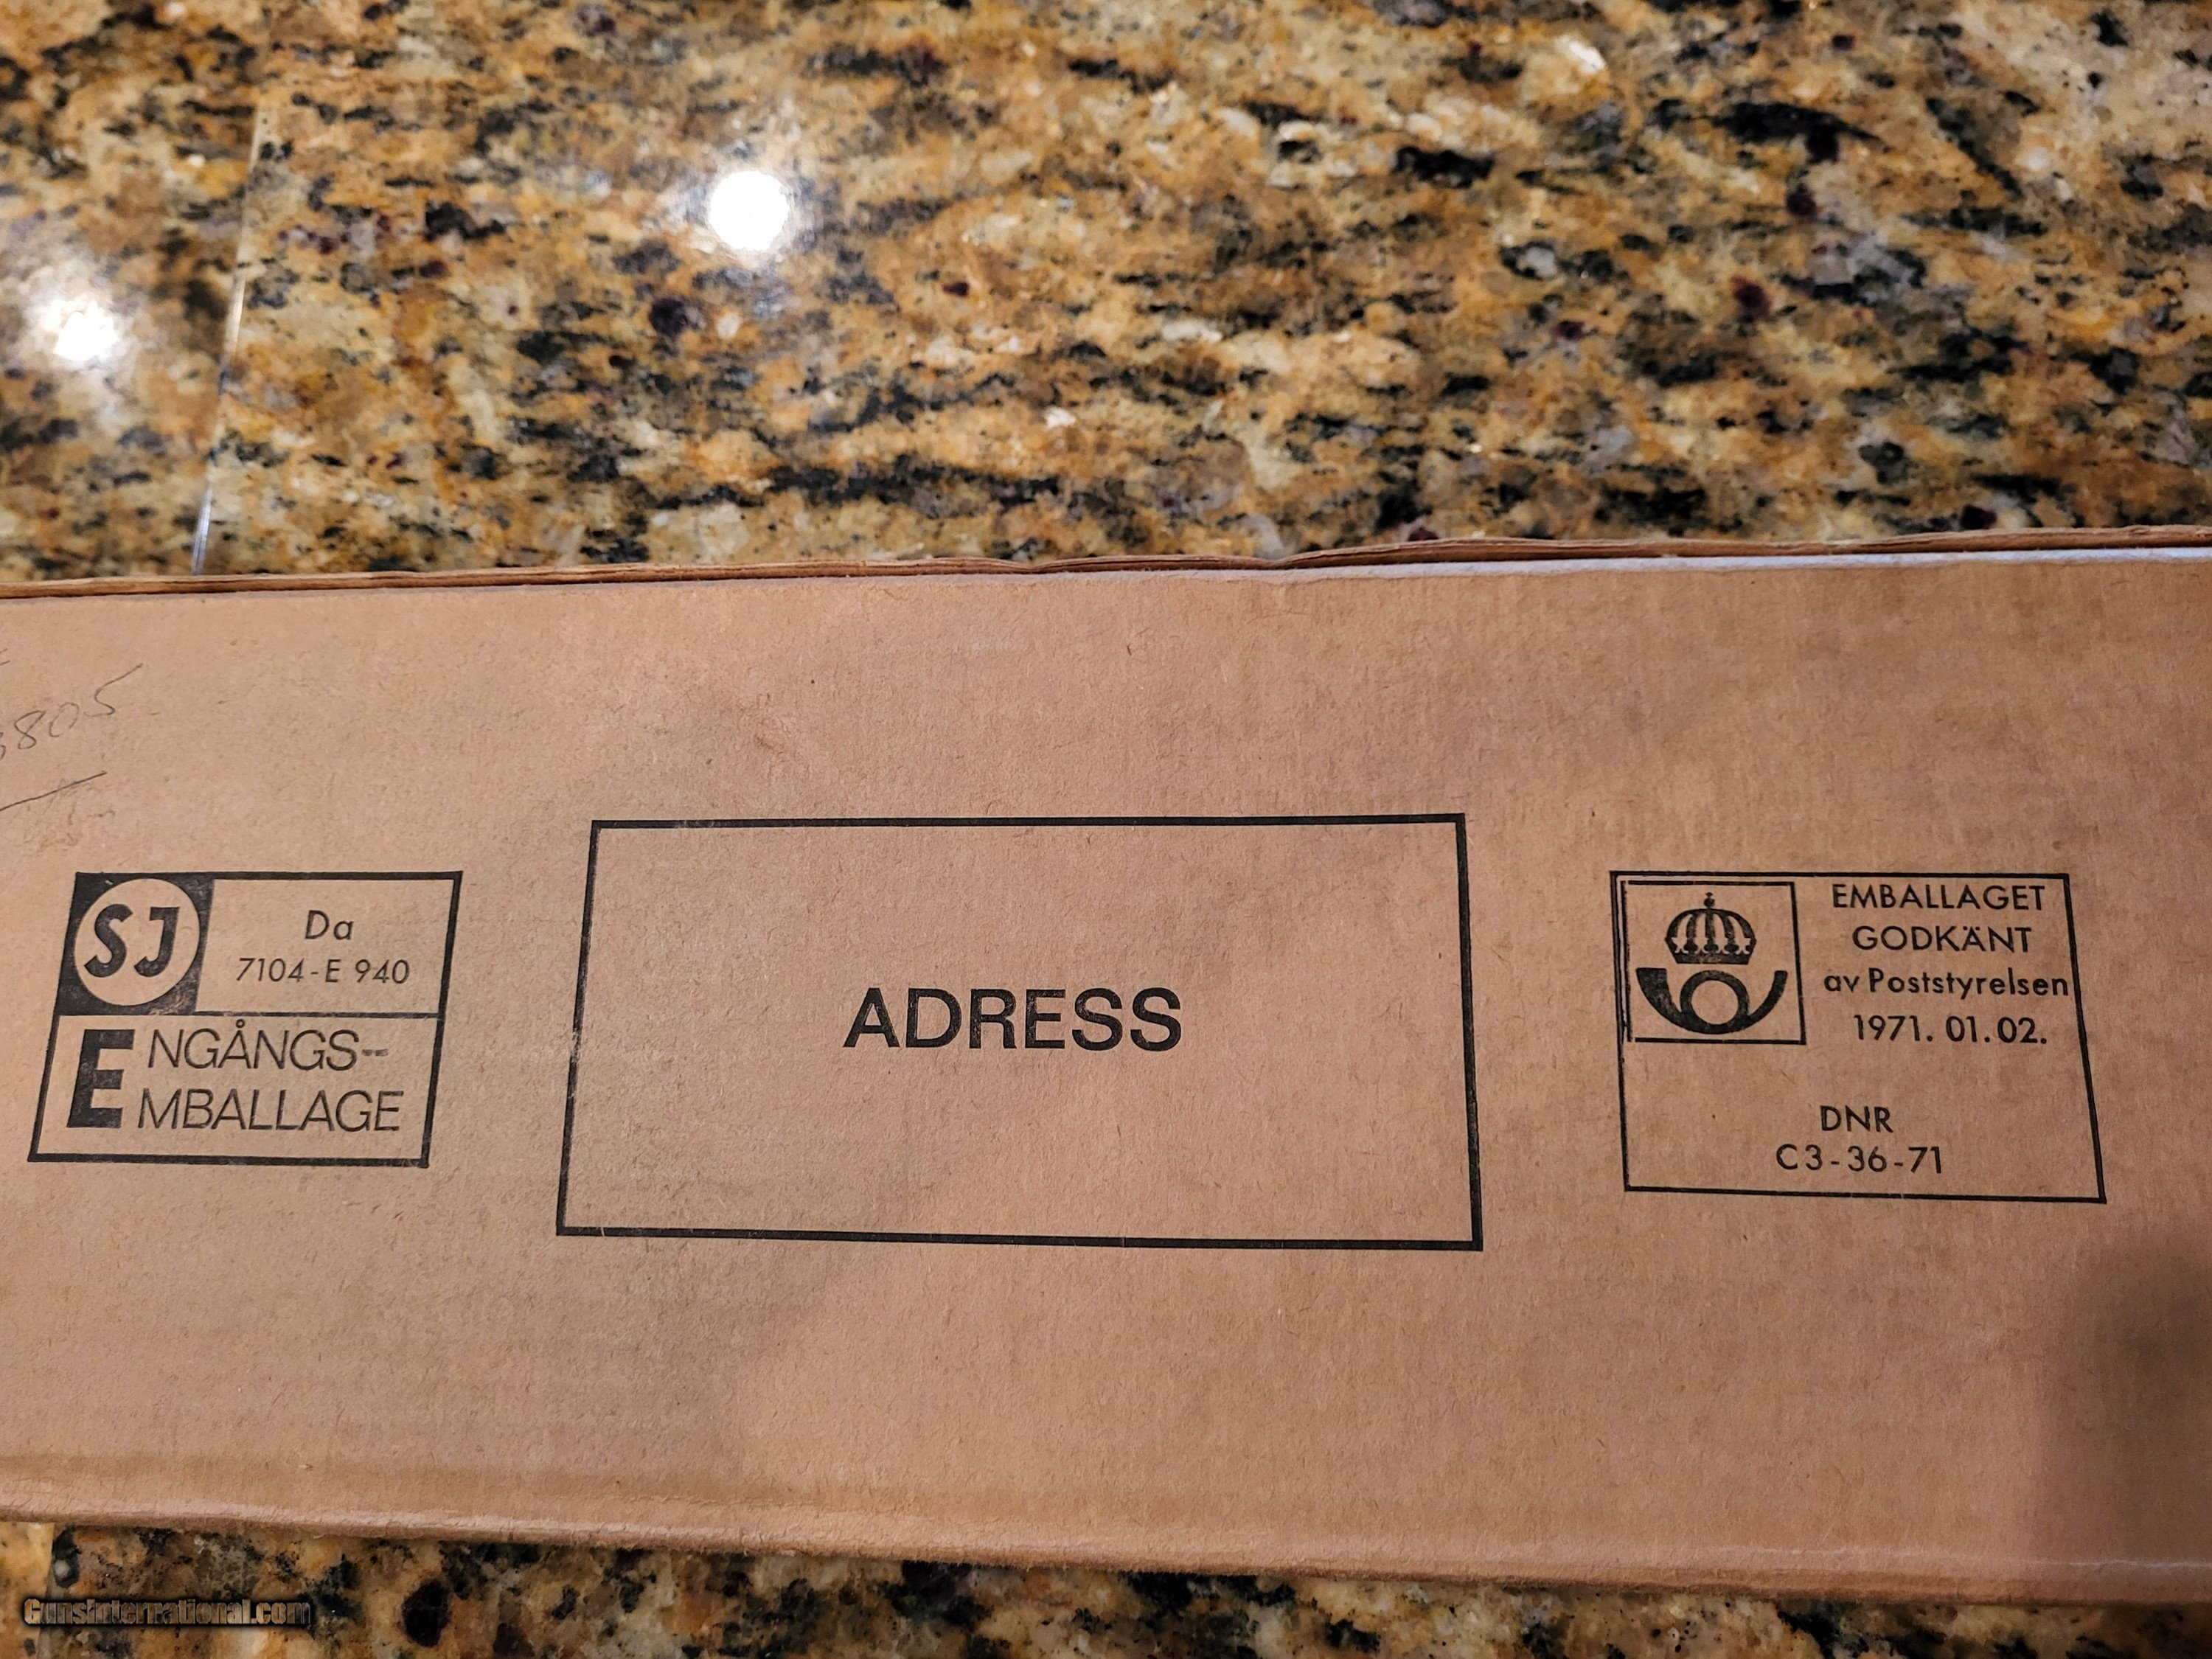 SJ
Da
7104-E 940
ENGÅNGS-
EMBALLAGE
ADRESS
EMBALLAGET
GODKÄNT
av Poststyrelsen
1971. 01. 02.
DNR
C3-36-71
GunsInternational.com